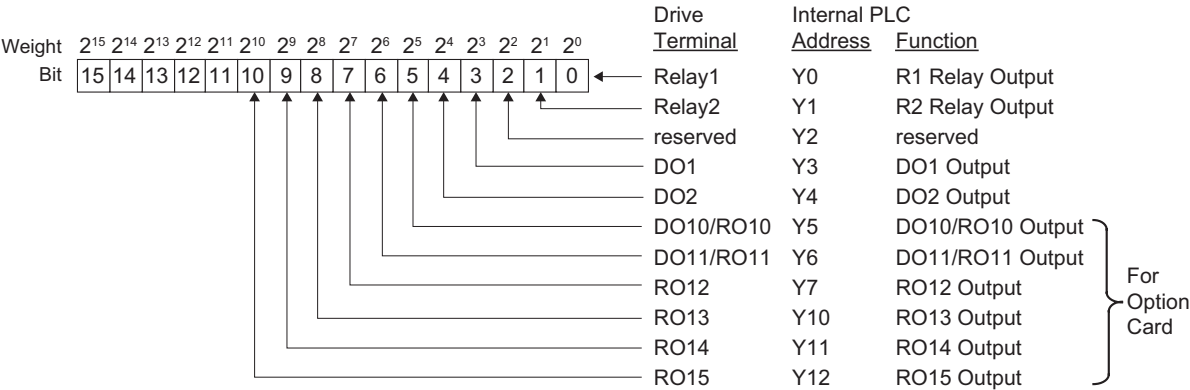 Drive Internal PLC
Weight 2¹⁵ 2¹⁴ 2¹³ 2¹² 2¹¹ 2¹⁰ 2⁹ 2⁸ 2⁷ 2⁶ 2⁵ 2⁴ 2³ 2² 2¹ 2⁰ Terminal Address Function
Bit 15 14 13 12 11 10 9 8 7 6 5 4 3 2 1 0 Relay1 Y0 R1 Relay Output
Relay2 Y1 R2 Relay Output
reserved Y2 reserved
DO1 Y3 DO1 Output
DO2 Y4 DO2 Output
DO10/RO10 Y5 DO10/RO10 Output
DO11/RO11 Y6 DO11/RO11 Output
RO12 Y7 RO12 Output
RO13 Y10 RO13 Output
RO14 Y11 RO14 Output
RO15 Y12 RO15 Output
For
Option
Card